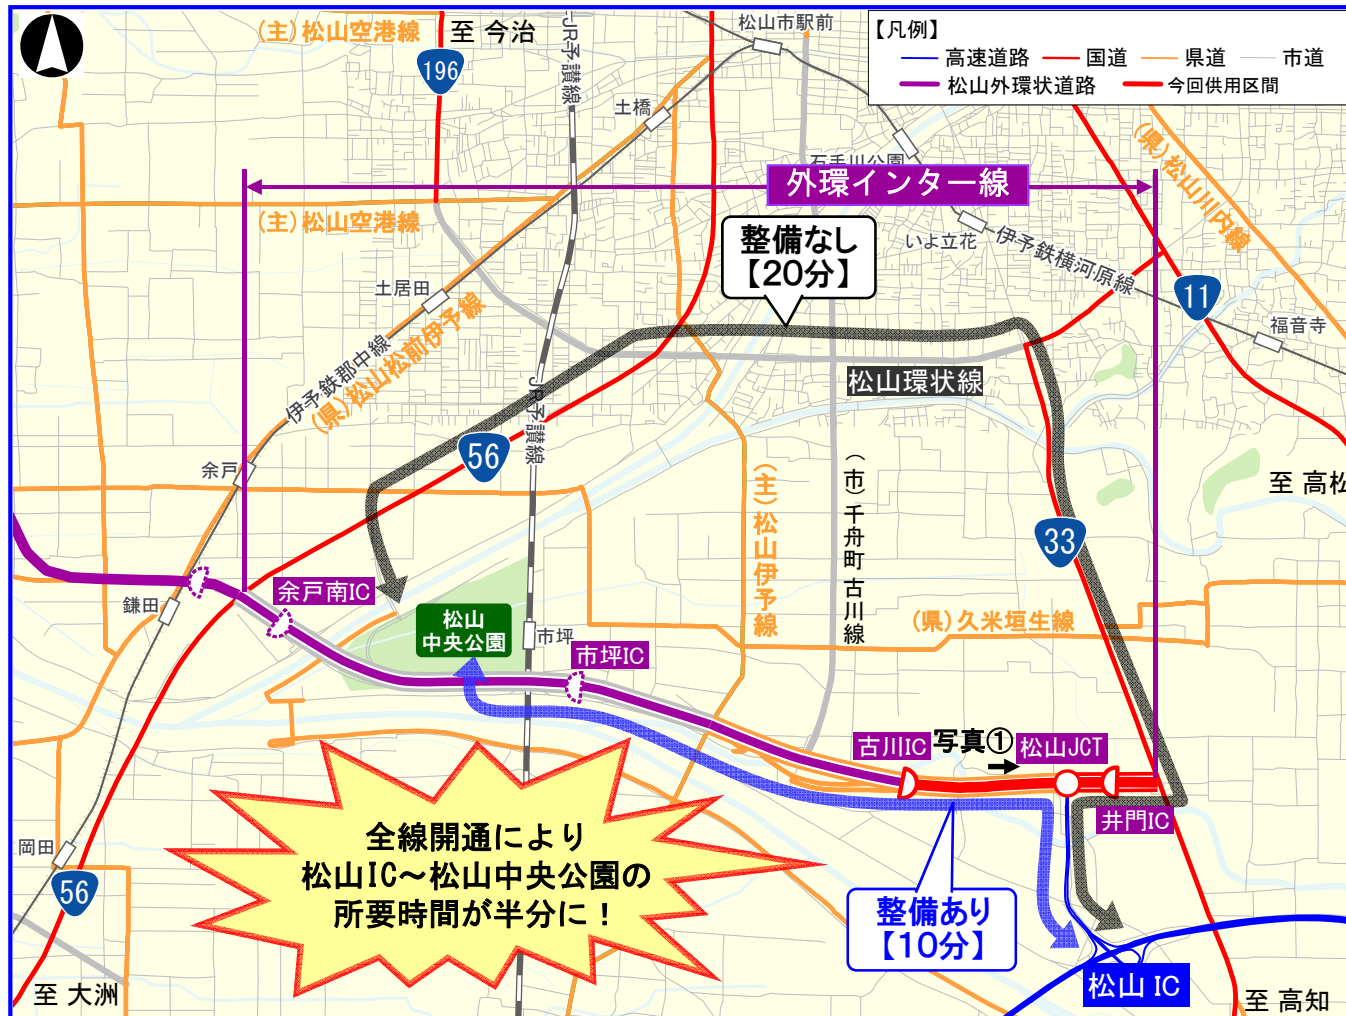 (主)松山空港線
至 今治
196
JR予讃線
松山市駅前
【凡例】
高速道路
国道
県道
市道
松山外環状道路
今回供用区間
土橋
石手川公園
(県)松山川内線
外環インター線
(主)松山空港線
整備なし
【20分】
いよ立花
伊予鉄横河原線
11
福音寺
土居田
伊予鉄郡中線
(県)松山松前伊予線
JR予讃線
松山環状線
56
余戸
(主)松山伊予線
(市)千舟町古川線
至 高松
33
余戸南IC
鎌田
松山
中央公園
市坪
市坪IC
(県)久米垣生線
古川IC
写真①
松山JCT
井門IC
全線開通により
松山IC～松山中央公園の
所要時間が半分に！
岡田
56
整備あり
【10分】
松山 IC
至 大洲
至 高知